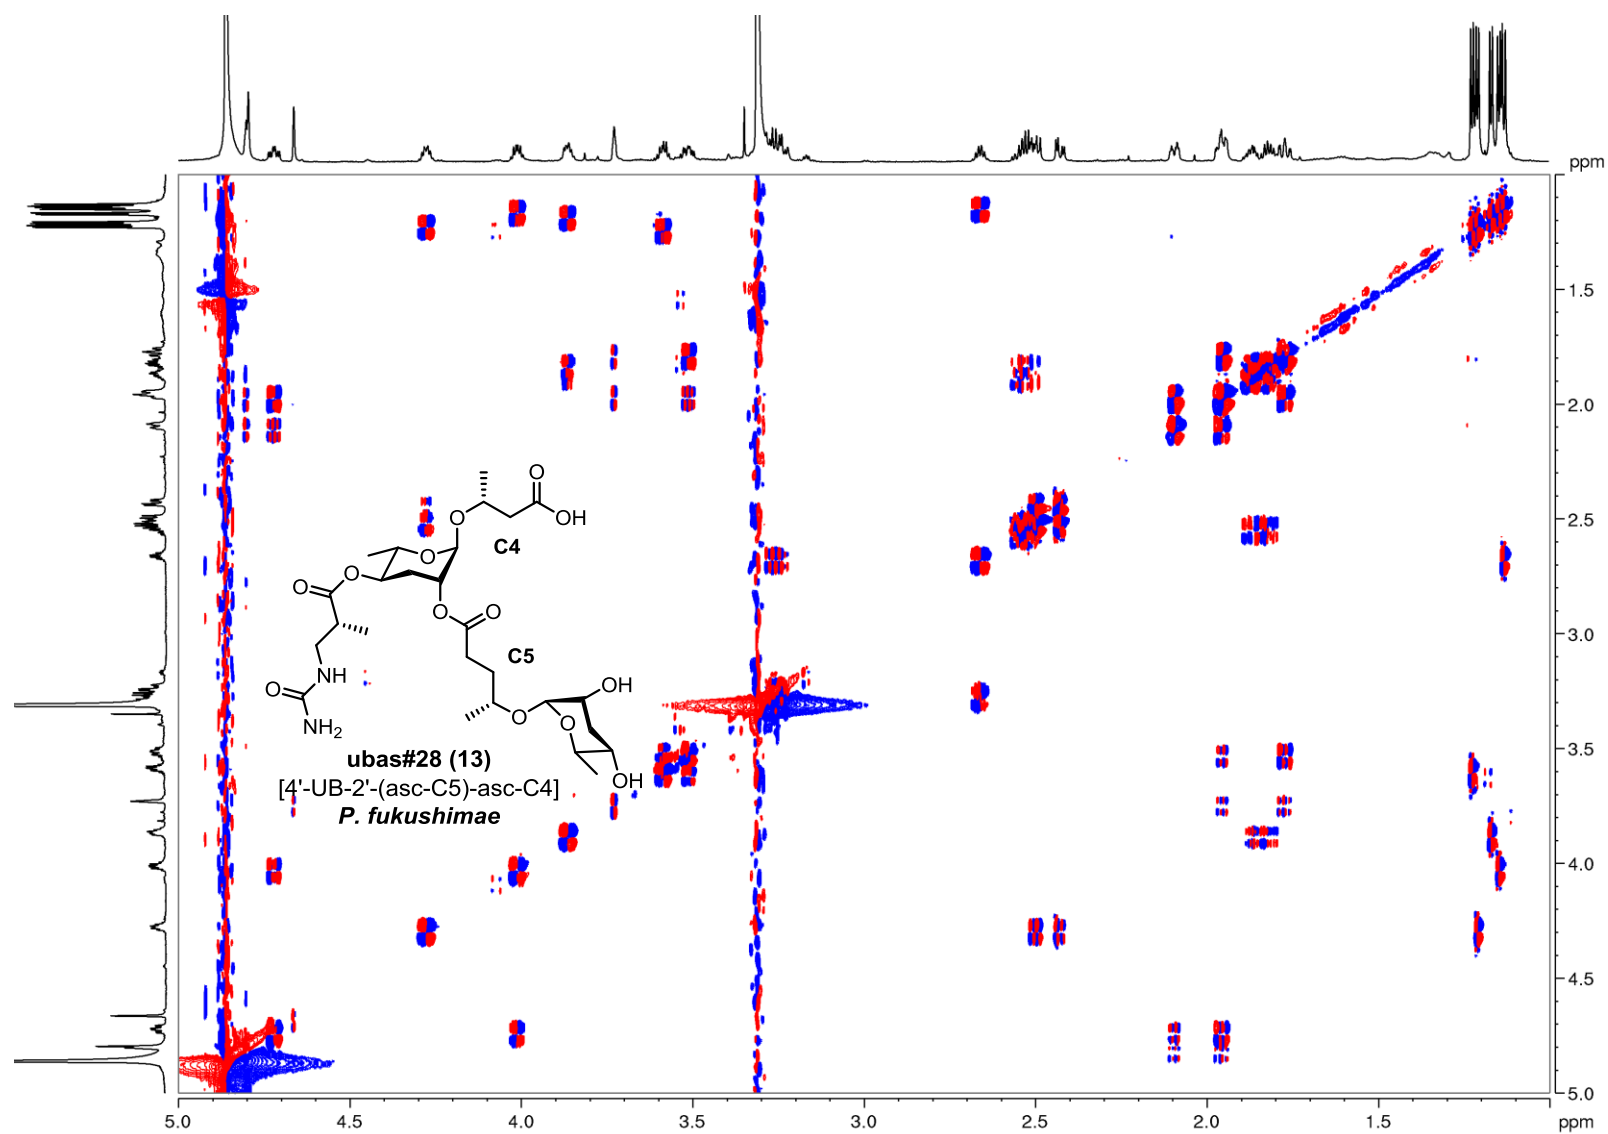 ppm
1.5
2.0
2.5
3.0
3.5
4.0
4.5
5.0
O
OH
O
C4
O
O
O
O
O
C5
NH
O
NH₂
OH
O
O
OH
ubas#28 (13)
[4'-UB-2'-(asc-C5)-asc-C4]
P. fukushimae
5.0 4.5 4.0 3.5 3.0 2.5 2.0 1.5 ppm